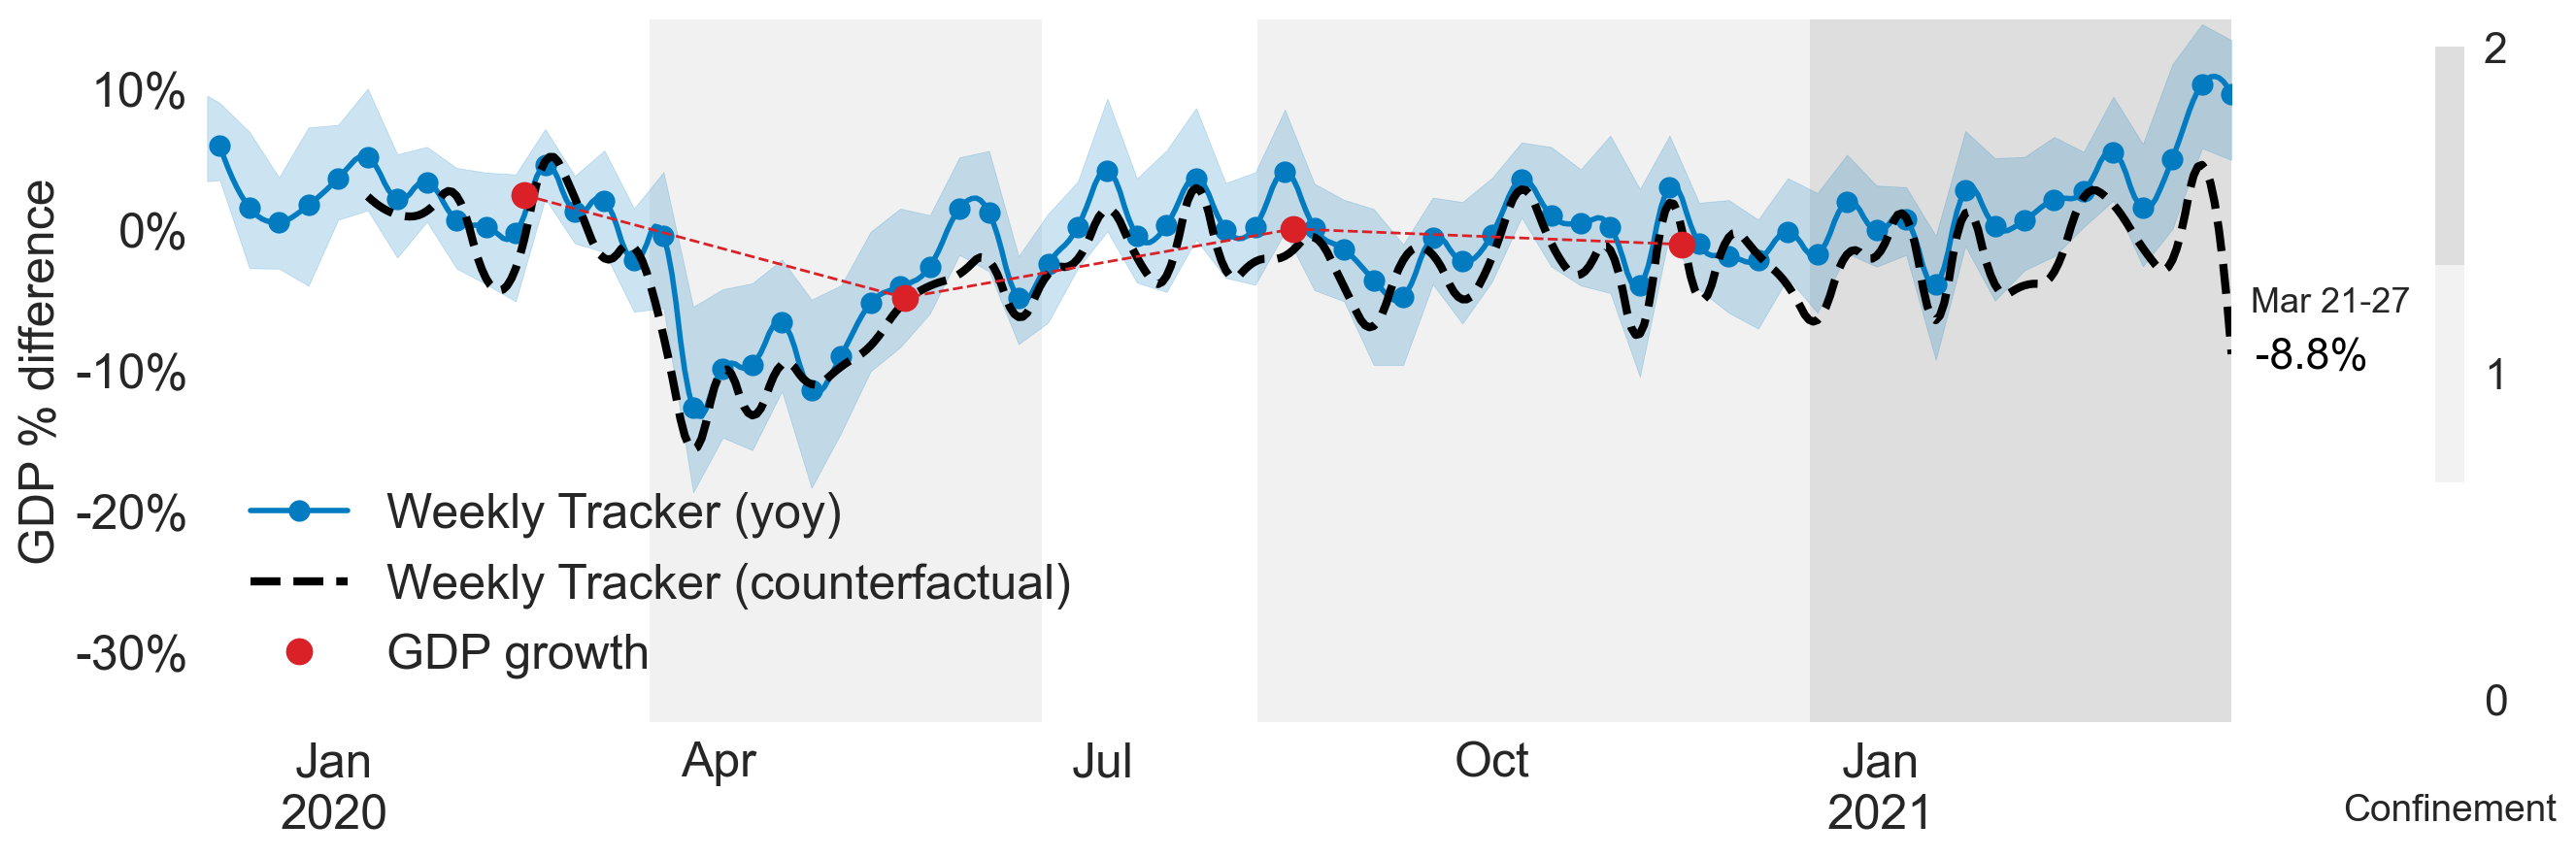 GDP % difference
10%
0%
-10%
-20%
-30%
Weekly Tracker (yoy)
Weekly Tracker (counterfactual)
GDP growth
Jan
2020
Apr
Jul
Oct
Jan
2021
Mar 21-27
-8.8%
2
1
0
Confinement